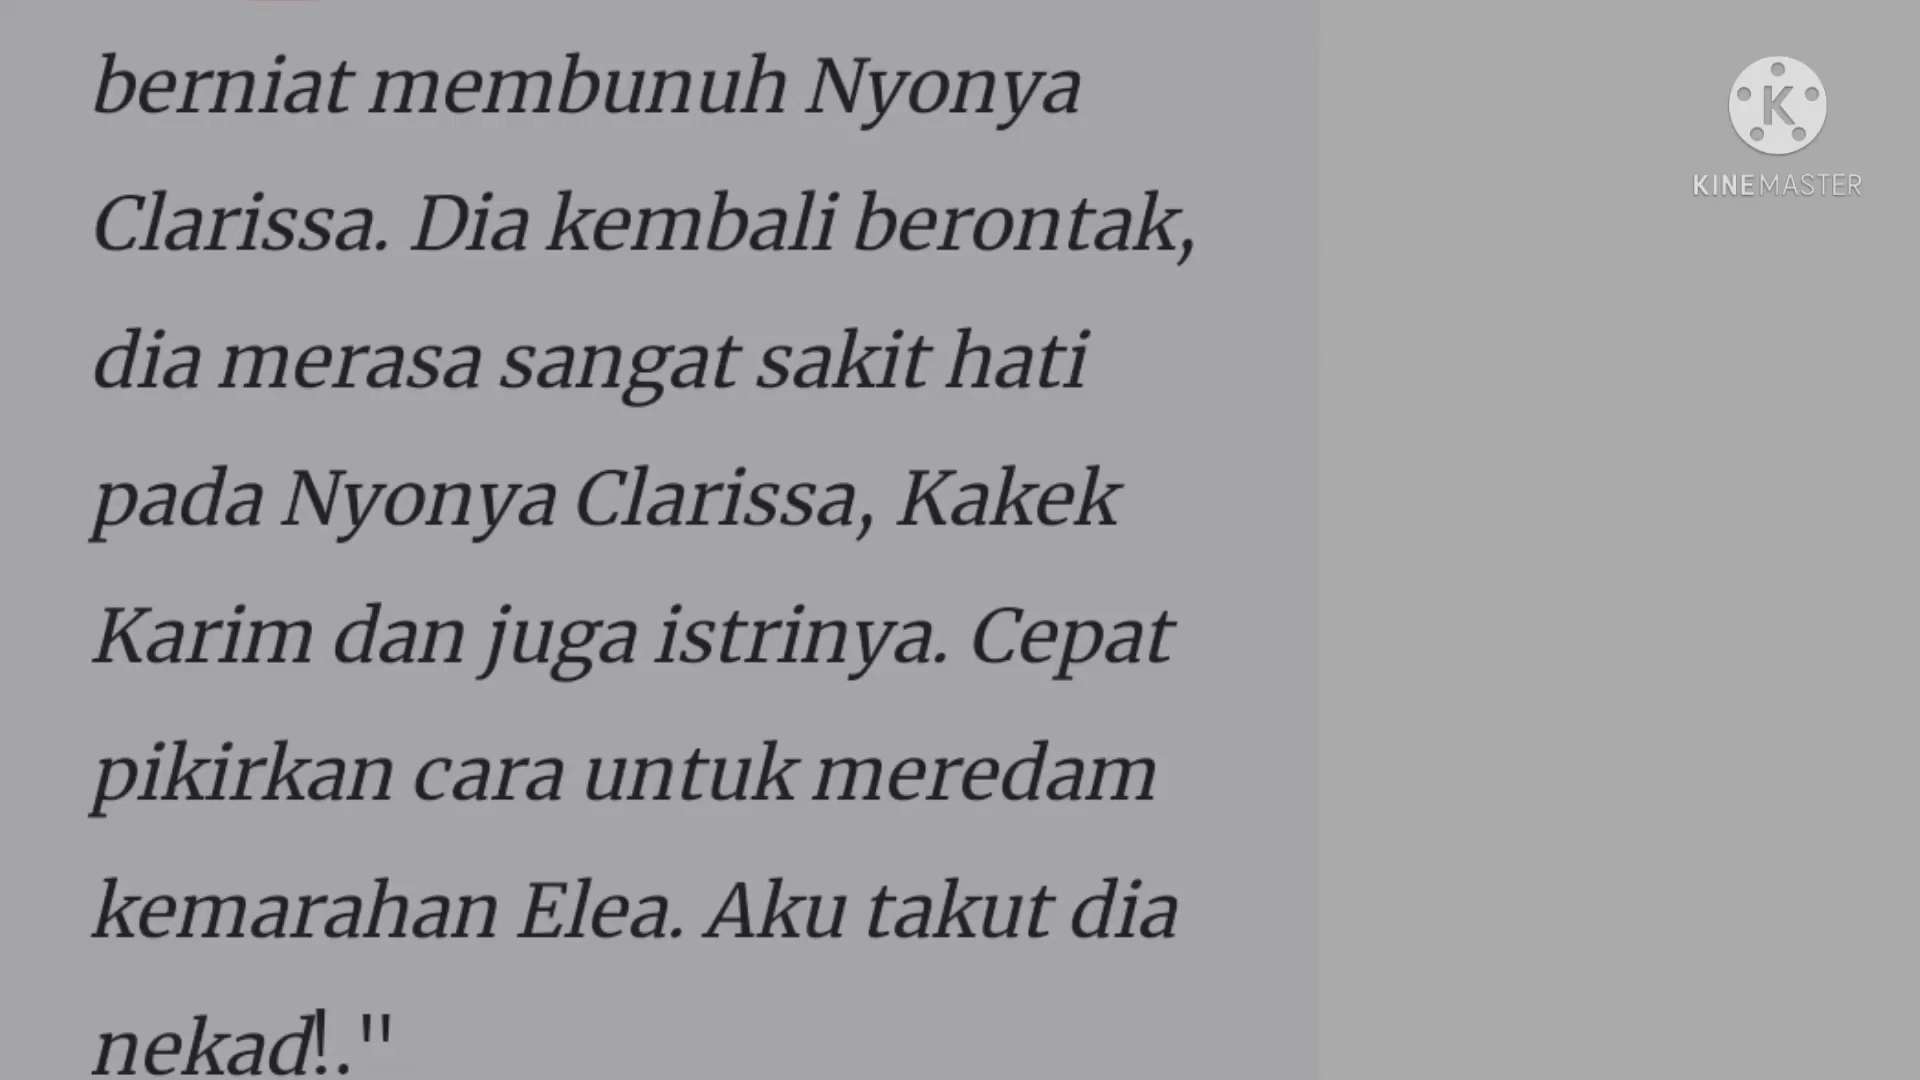 berniat membunuh Nyonya
Clarissa. Dia kembali berontak,
dia merasa sangat sakit hati
pada Nyonya Clarissa, Kakek
Karim dan juga istrinya. Cepat
pikirkan cara untuk meredam
kemarahan Elea. Aku takut dia
nekad!."
K
KINEMASTER